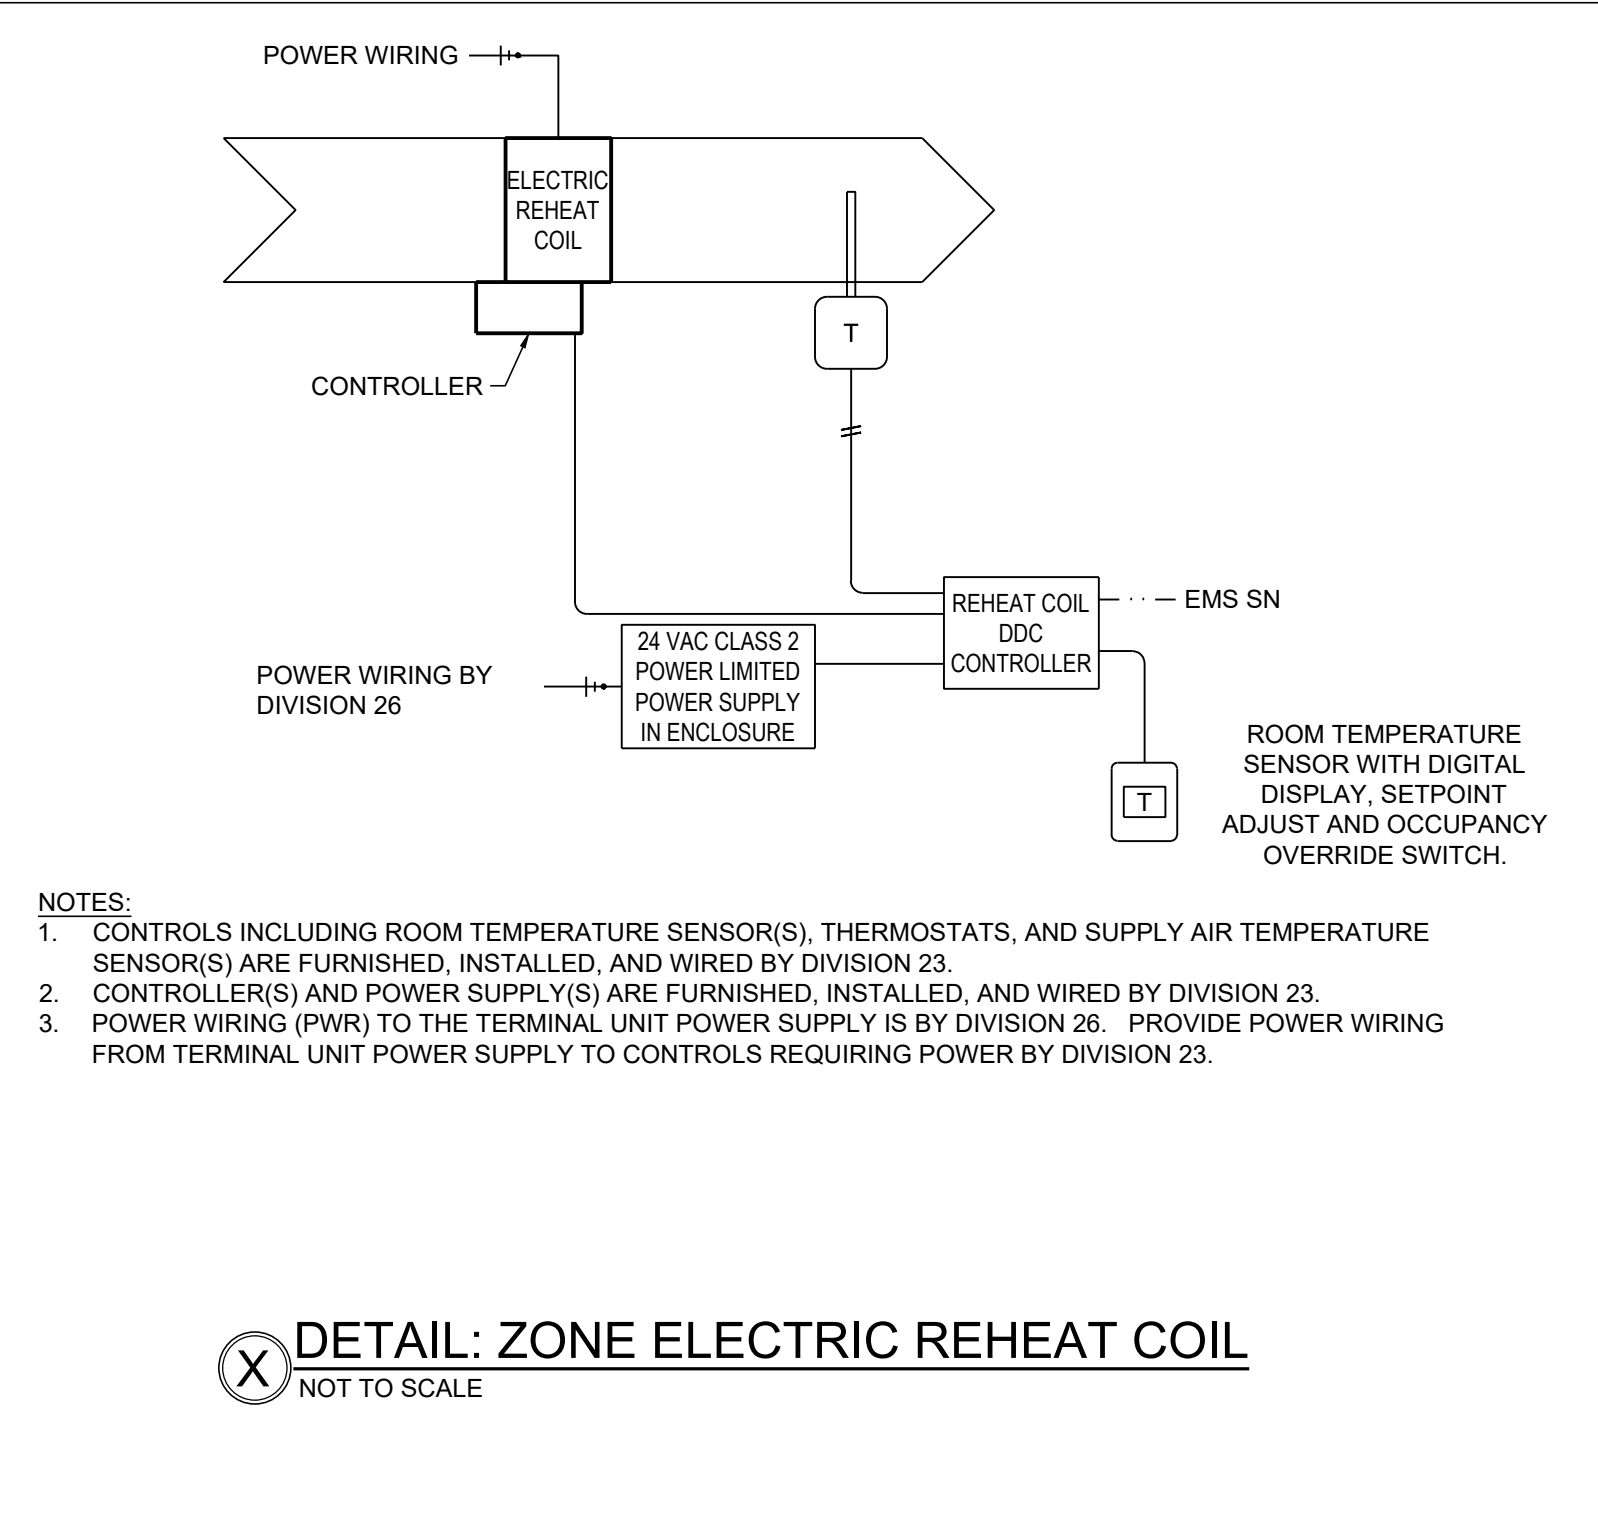 POWER WIRING
ELECTRIC
REHEAT
COIL
T
CONTROLLER
REHEAT COIL
DDC
CONTROLLER
EMS SN
24 VAC CLASS 2
POWER LIMITED
POWER SUPPLY
IN ENCLOSURE
POWER WIRING BY
DIVISION 26
T
ROOM TEMPERATURE
SENSOR WITH DIGITAL
DISPLAY, SETPOINT
ADJUST AND OCCUPANCY
OVERRIDE SWITCH.
NOTES:
1. CONTROLS INCLUDING ROOM TEMPERATURE SENSOR(S), THERMOSTATS, AND SUPPLY AIR TEMPERATURE
SENSOR(S) ARE FURNISHED, INSTALLED, AND WIRED BY DIVISION 23.
2. CONTROLLER(S) AND POWER SUPPLY(S) ARE FURNISHED, INSTALLED, AND WIRED BY DIVISION 23.
3. POWER WIRING (PWR) TO THE TERMINAL UNIT POWER SUPPLY IS BY DIVISION 26. PROVIDE POWER WIRING
FROM TERMINAL UNIT POWER SUPPLY TO CONTROLS REQUIRING POWER BY DIVISION 23.
X
DETAIL: ZONE ELECTRIC REHEAT COIL
NOT TO SCALE